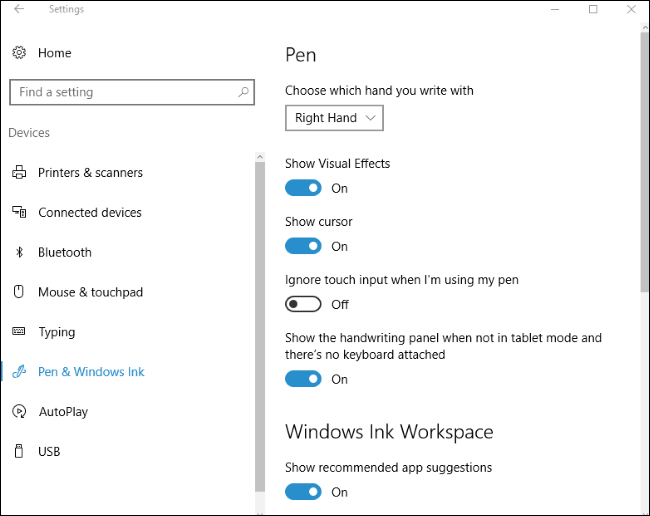 Settings
Home
Find a setting
Devices
Printers & scanners
Connected devices
Bluetooth
Mouse & touchpad
Typing
Pen & Windows Ink
AutoPlay
USB
Pen
Choose which hand you write with
Right Hand
Show Visual Effects
On
Show cursor
On
Ignore touch input when I'm using my pen
Off
Show the handwriting panel when not in tablet mode and
there's no keyboard attached
On
Windows Ink Workspace
Show recommended app suggestions
On